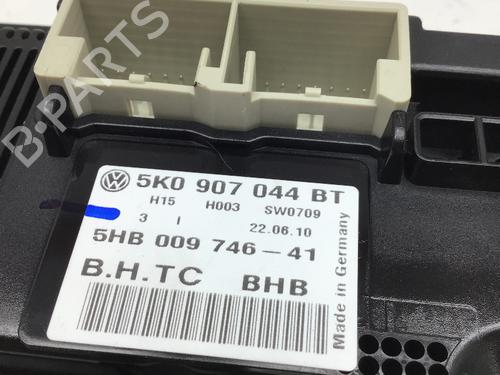 B-PARTS
5K0 907 044 BT
H15 H003 SW0709
3 I 22.06.10
5HB 009 746-41
B.H.TC BHB
Made in Germany